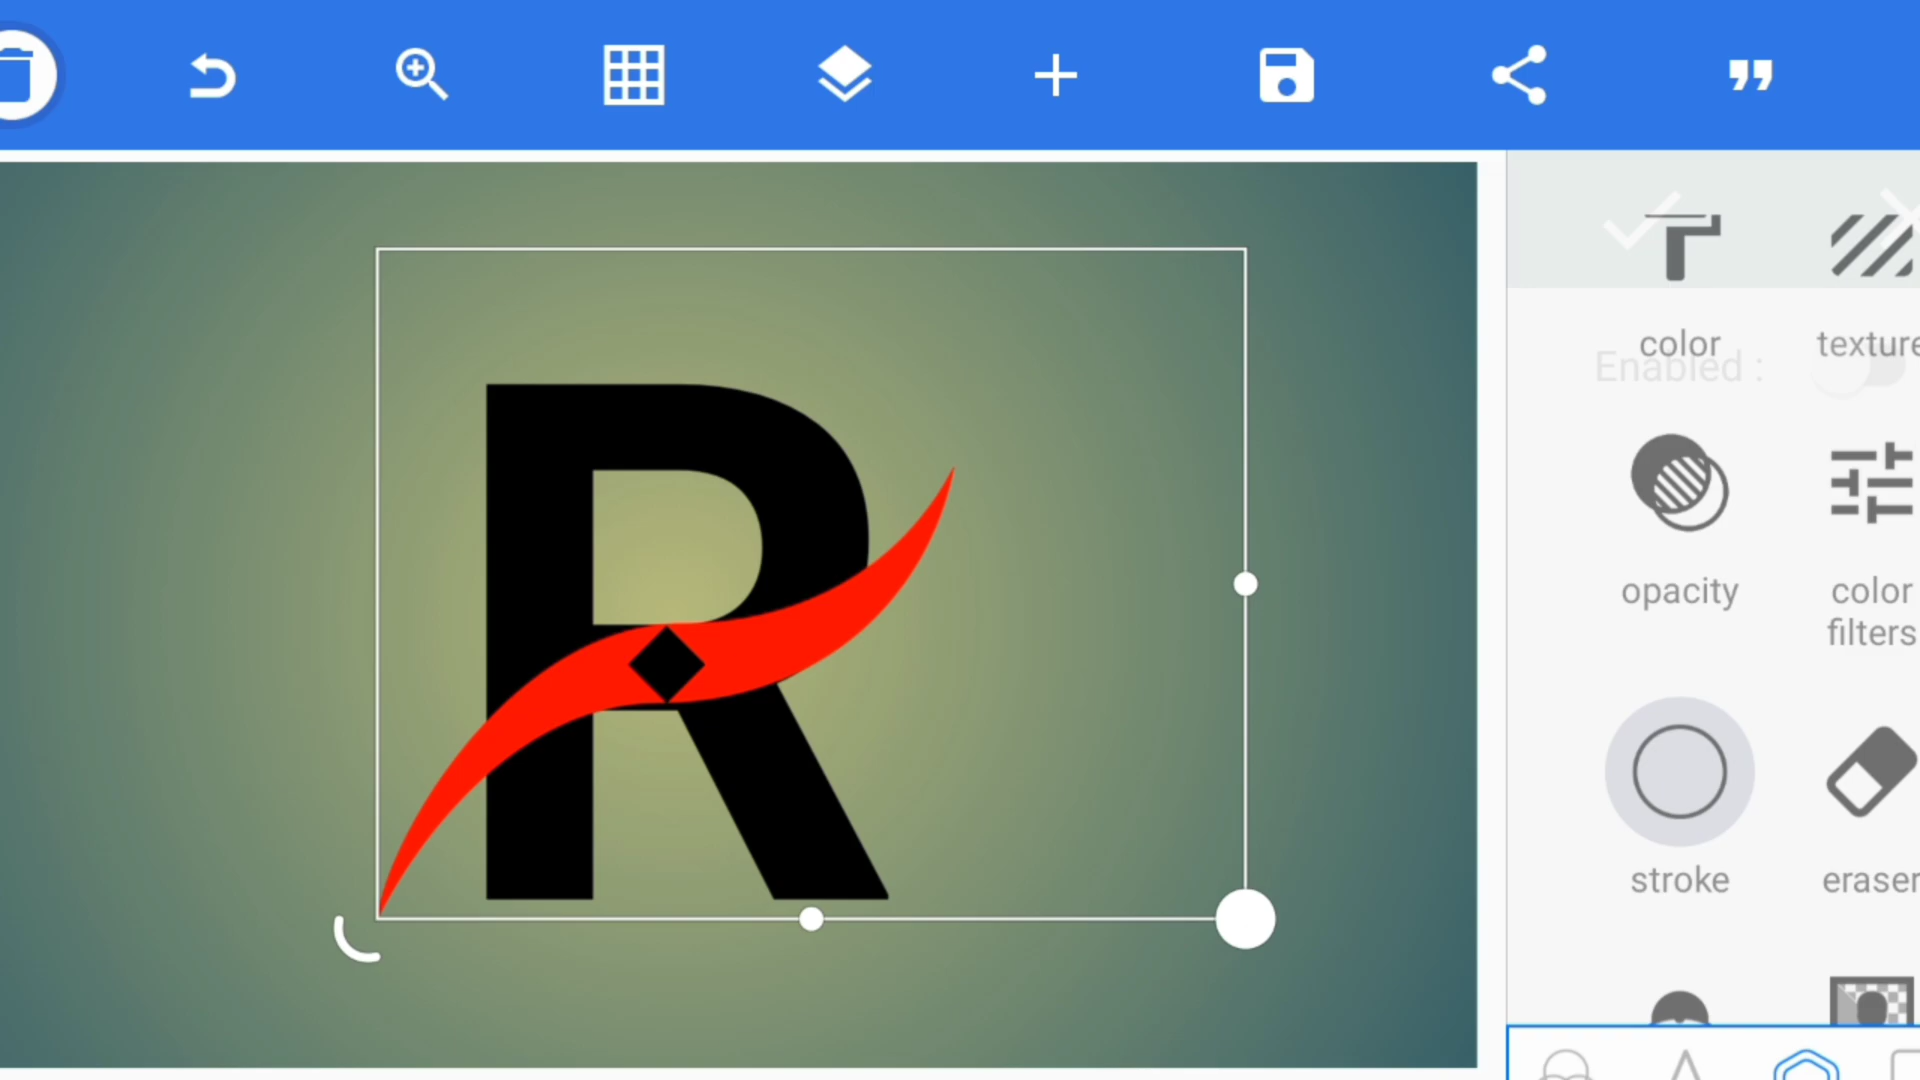 R
color
texture
Enabled :
opacity
color
filters
stroke
eraser